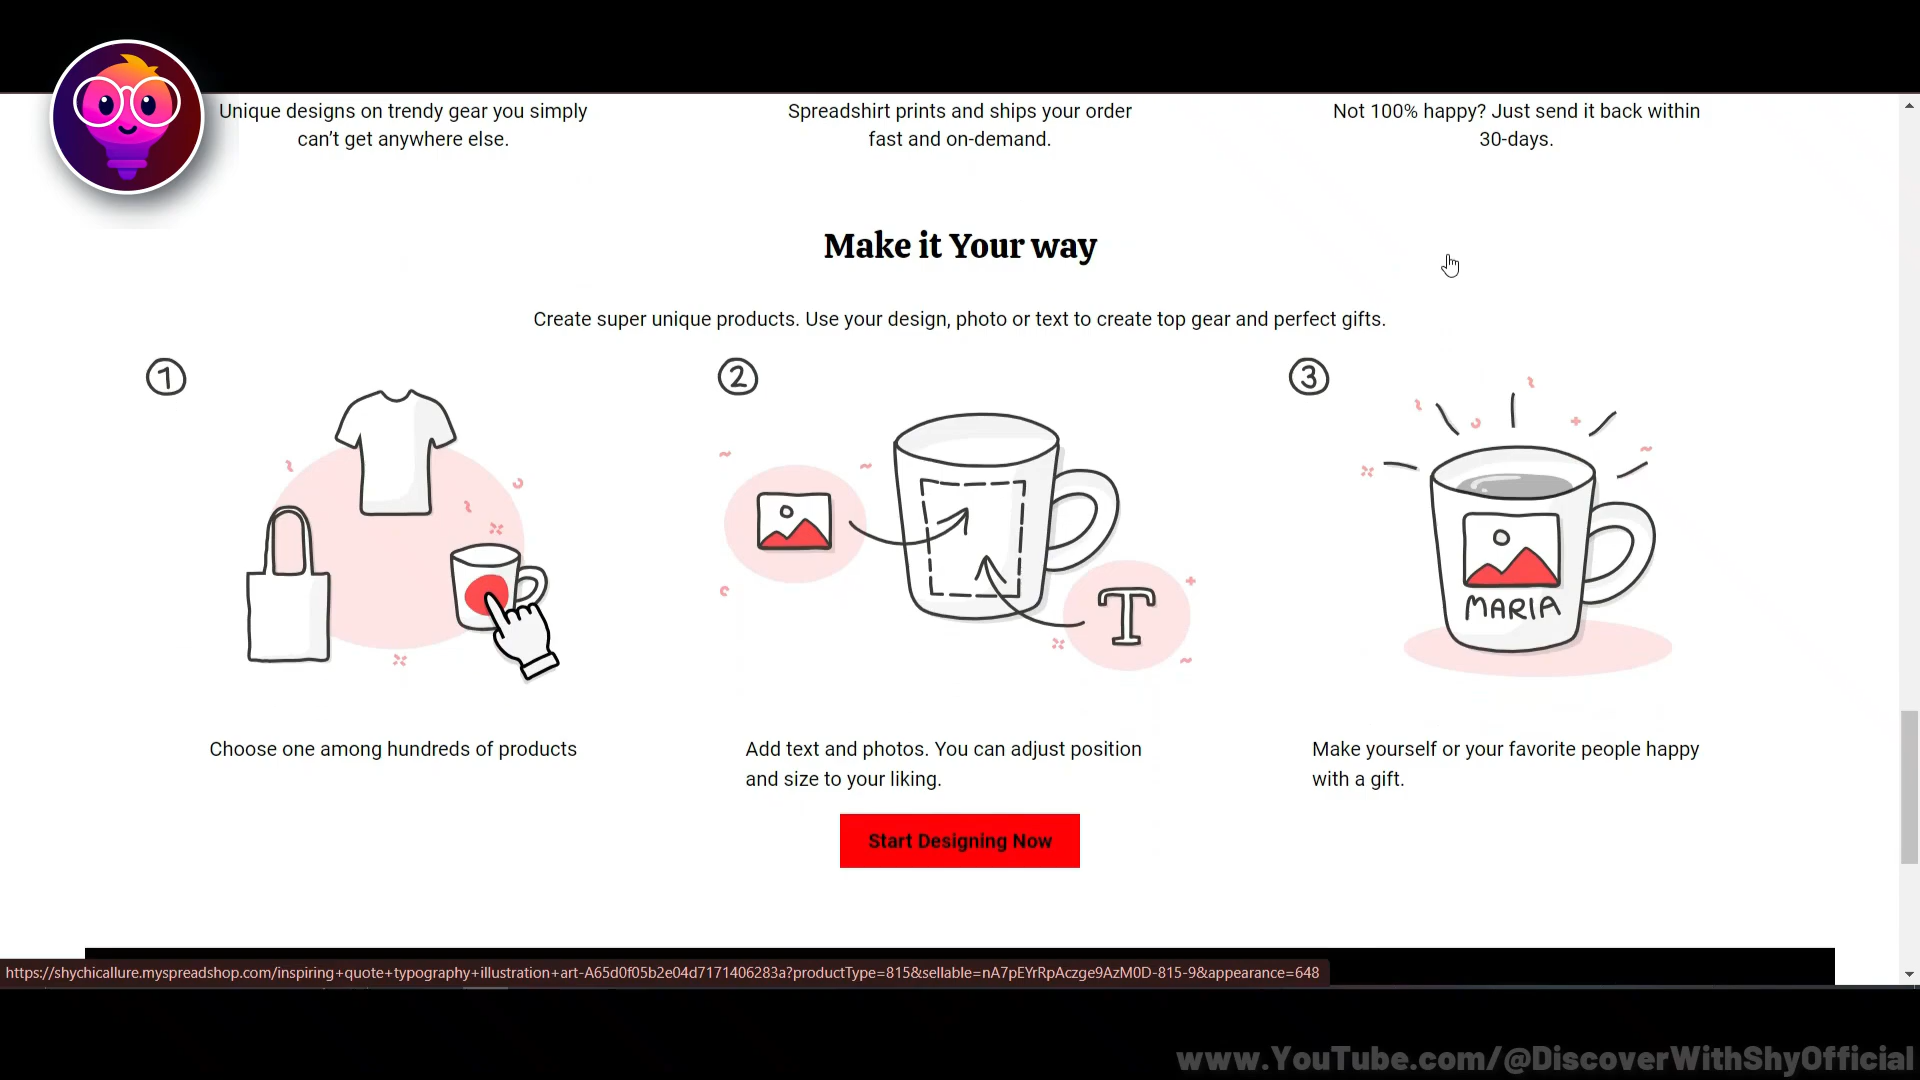 Unique designs on trendy gear you simply
can’t get anywhere else.
Spreadshirt prints and ships your order
fast and on-demand.
Not 100% happy? Just send it back within
30-days.
Make it Your way
Create super unique products. Use your design, photo or text to create top gear and perfect gifts.
1
2
3
T
MARIA
Choose one among hundreds of products
Add text and photos. You can adjust position
and size to your liking.
Make yourself or your favorite people happy
with a gift.
Start Designing Now
https://shychicallure.myspreadshop.com/inspiring+quote+typography+illustration+art-A65d0f05b2e04d7171406283a?productType=815&sellable=nA7pEYrRpAczge9AzM0D-815-9&appearance=648
www.YouTube.com/@DiscoverWithShyOfficial